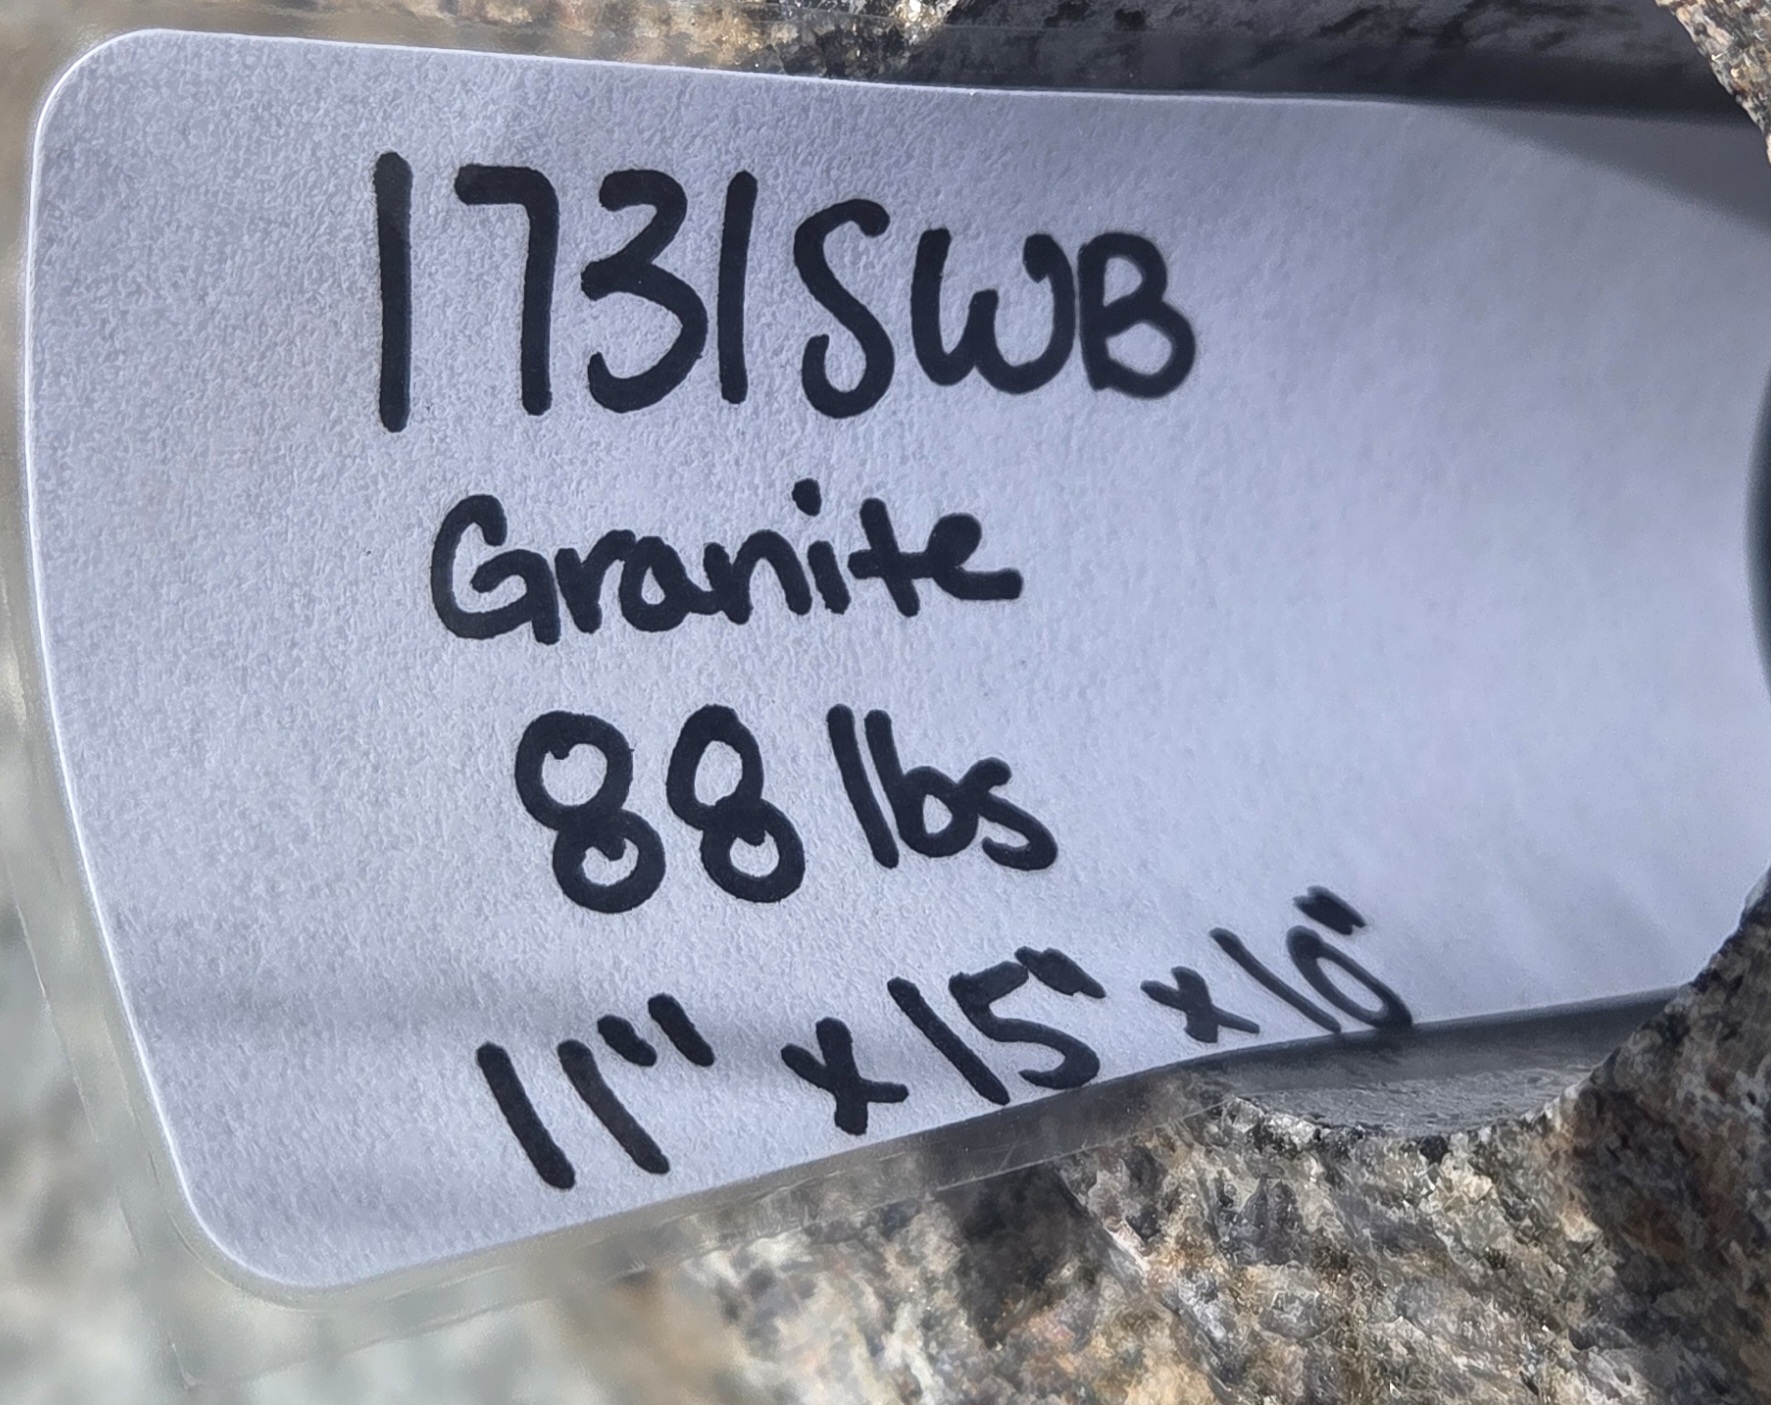 1731SWB
Granite
88 lbs
11" x 15" x 10"